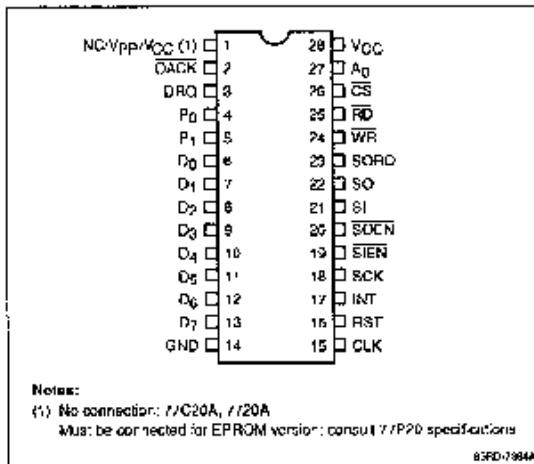 NC/VPP/VCC (1) 1 28 VCC
DACK 2 27 A0
DRQ 3 26 CS
P0 4 25 RD
P1 5 24 WR
D0 6 23 SORQ
D1 7 22 SO
D2 8 21 SI
D3 9 20 SOEN
D4 10 19 SIEN
D5 11 18 SCK
D6 12 17 INT
D7 13 16 RST
GND 14 15 CLK
Notes:
(1) No connection: 77C20A, 7720A
Must be connected for EPROM version; consult 77P20 specifications